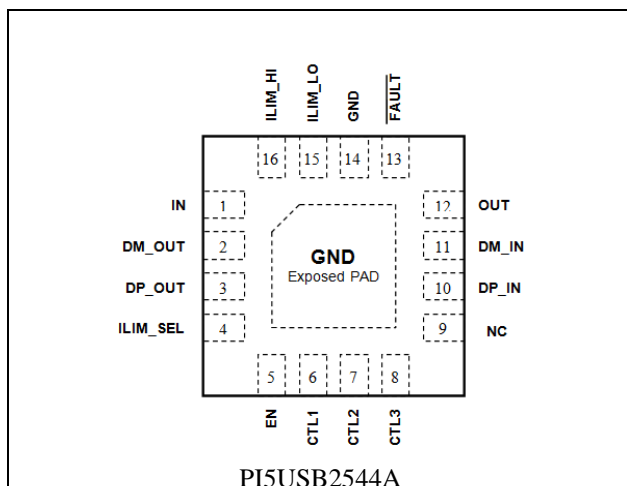 ILIM_HI
ILIM_LO
GND
FAULT
16
15
14
13
IN
1
12
OUT
DM_OUT
2
11
DM_IN
GND
Exposed PAD
DP_OUT
3
10
DP_IN
ILIM_SEL
4
9
NC
5
6
7
8
EN
CTL1
CTL2
CTL3
PI5USB2544A